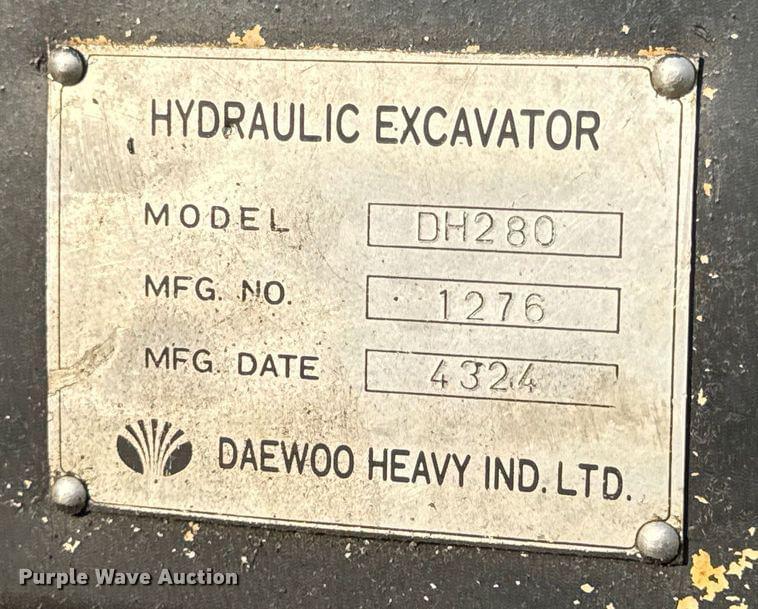 HYDRAULIC EXCAVATOR
MODEL DH280
MFG. NO. 1276
MFG. DATE 4324
DAEWOO HEAVY IND. LTD.
Purple Wave Auction